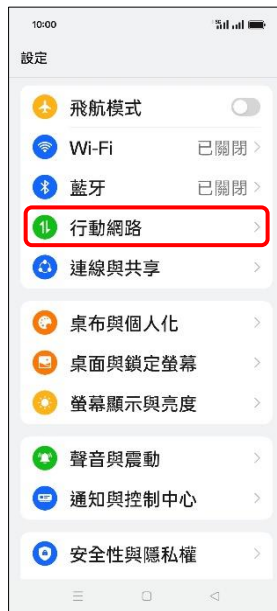 10:00
設定
飛航模式
Wi-Fi 已關閉
藍牙 已關閉
行動網路
連線與共享
桌布與個人化
桌面與鎖定螢幕
螢幕顯示與亮度
聲音與震動
通知與控制中心
安全性與隱私權